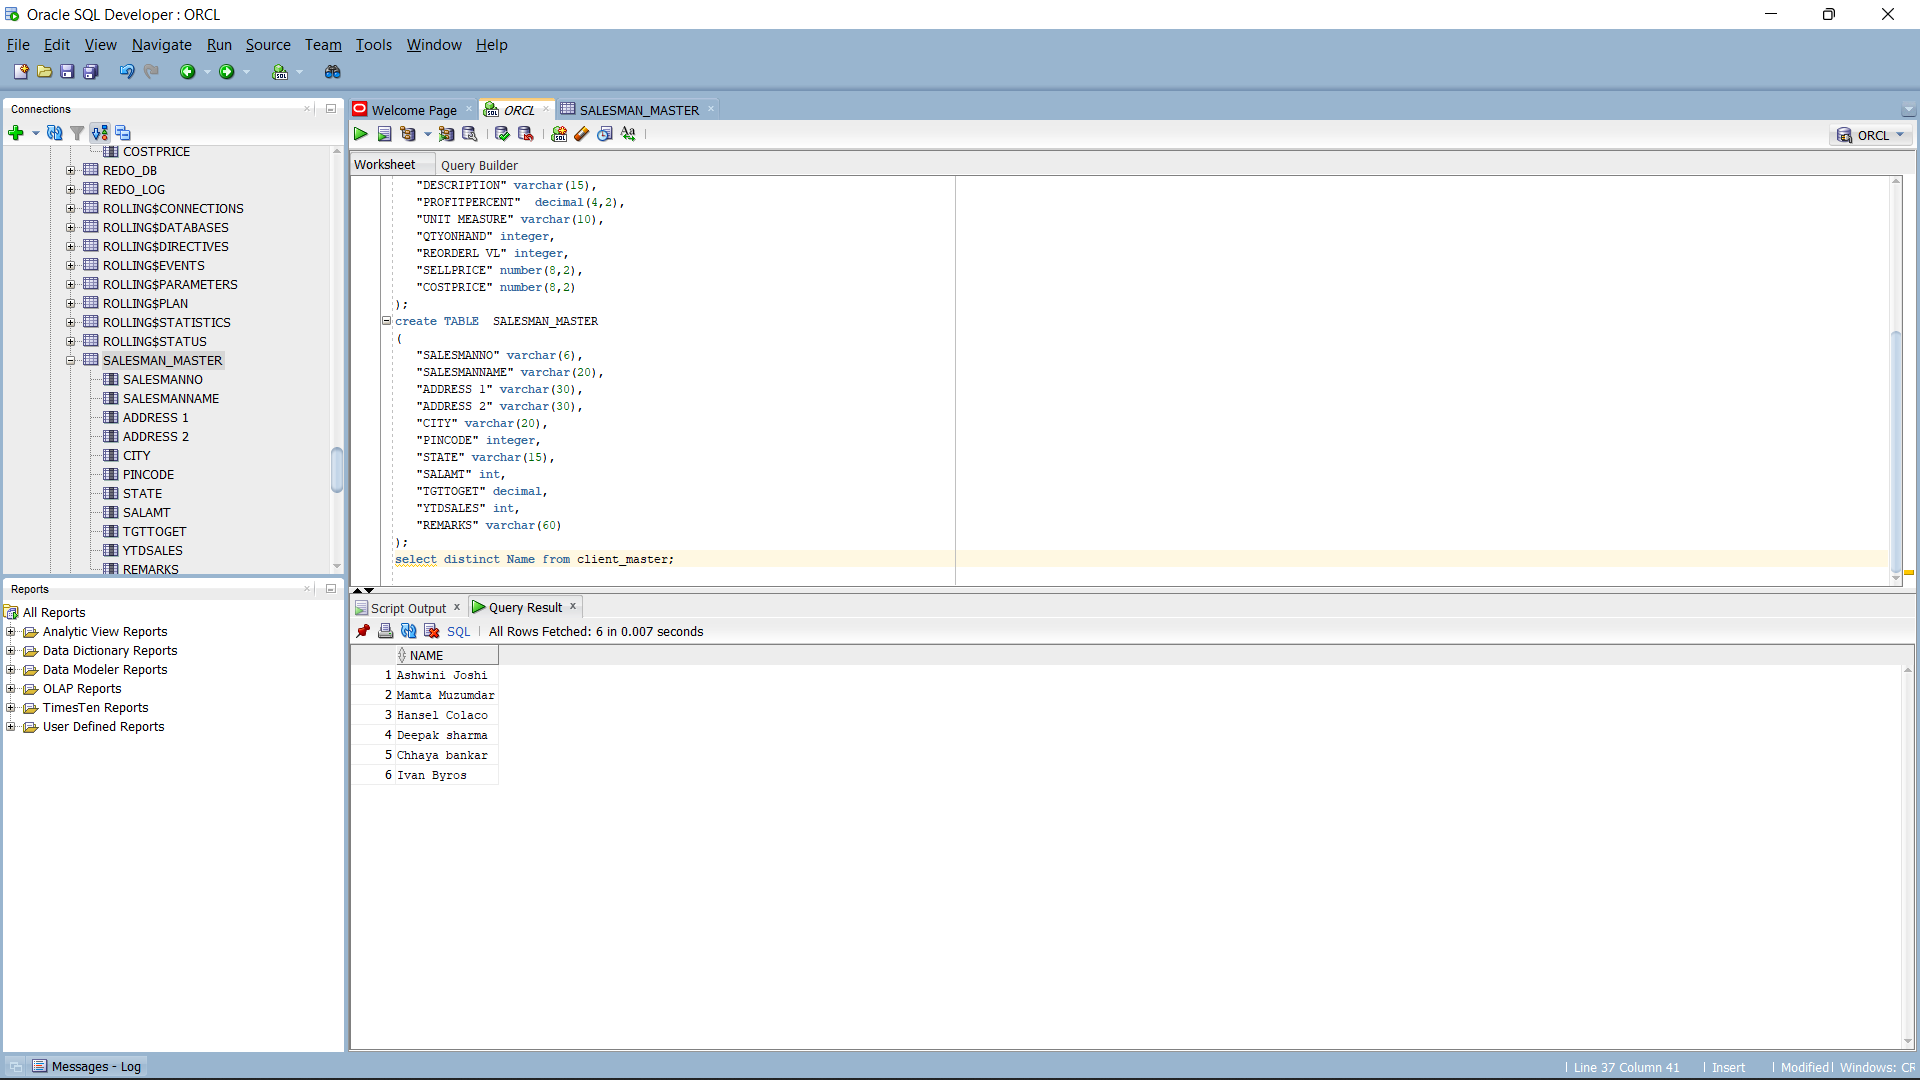 Oracle SQL Developer : ORCL
File Edit View Navigate Run Source Team Tools Window Help
Connections
COSTPRICE
REDO_DB
REDO_LOG
ROLLING$CONNECTIONS
ROLLING$DATABASES
ROLLING$DIRECTIVES
ROLLING$EVENTS
ROLLING$PARAMETERS
ROLLING$PLAN
ROLLING$STATISTICS
ROLLING$STATUS
SALESMAN_MASTER
SALESMANNO
SALESMANNAME
ADDRESS 1
ADDRESS 2
CITY
PINCODE
STATE
SALAMT
TGTTOGET
YTDSALES
REMARKS
Reports
All Reports
Analytic View Reports
Data Dictionary Reports
Data Modeler Reports
OLAP Reports
TimesTen Reports
User Defined Reports
Welcome Page ORCL SALESMAN_MASTER
ORCL
Worksheet Query Builder
"DESCRIPTION" varchar(15),
"PROFITPERCENT"  decimal(4,2),
"UNIT MEASURE" varchar(10),
"QTYONHAND" integer,
"REORDERL VL" integer,
"SELLPRICE" number(8,2),
"COSTPRICE" number(8,2)
);
create TABLE  SALESMAN_MASTER
(
"SALESMANNO" varchar(6),
"SALESMANNAME" varchar(20),
"ADDRESS 1" varchar(30),
"ADDRESS 2" varchar(30),
"CITY" varchar(20),
"PINCODE" integer,
"STATE" varchar(15),
"SALAMT" int,
"TGTTOGET" decimal,
"YTDSALES" int,
"REMARKS" varchar(60)
);
select distinct Name from client_master;
Script Output Query Result
SQL All Rows Fetched: 6 in 0.007 seconds
NAME
1 Ashwini Joshi
2 Mamta Muzumdar
3 Hansel Colaco
4 Deepak sharma
5 Chhaya bankar
6 Ivan Byros
Messages - Log
Line 37 Column 41 Insert Modified Windows: CR